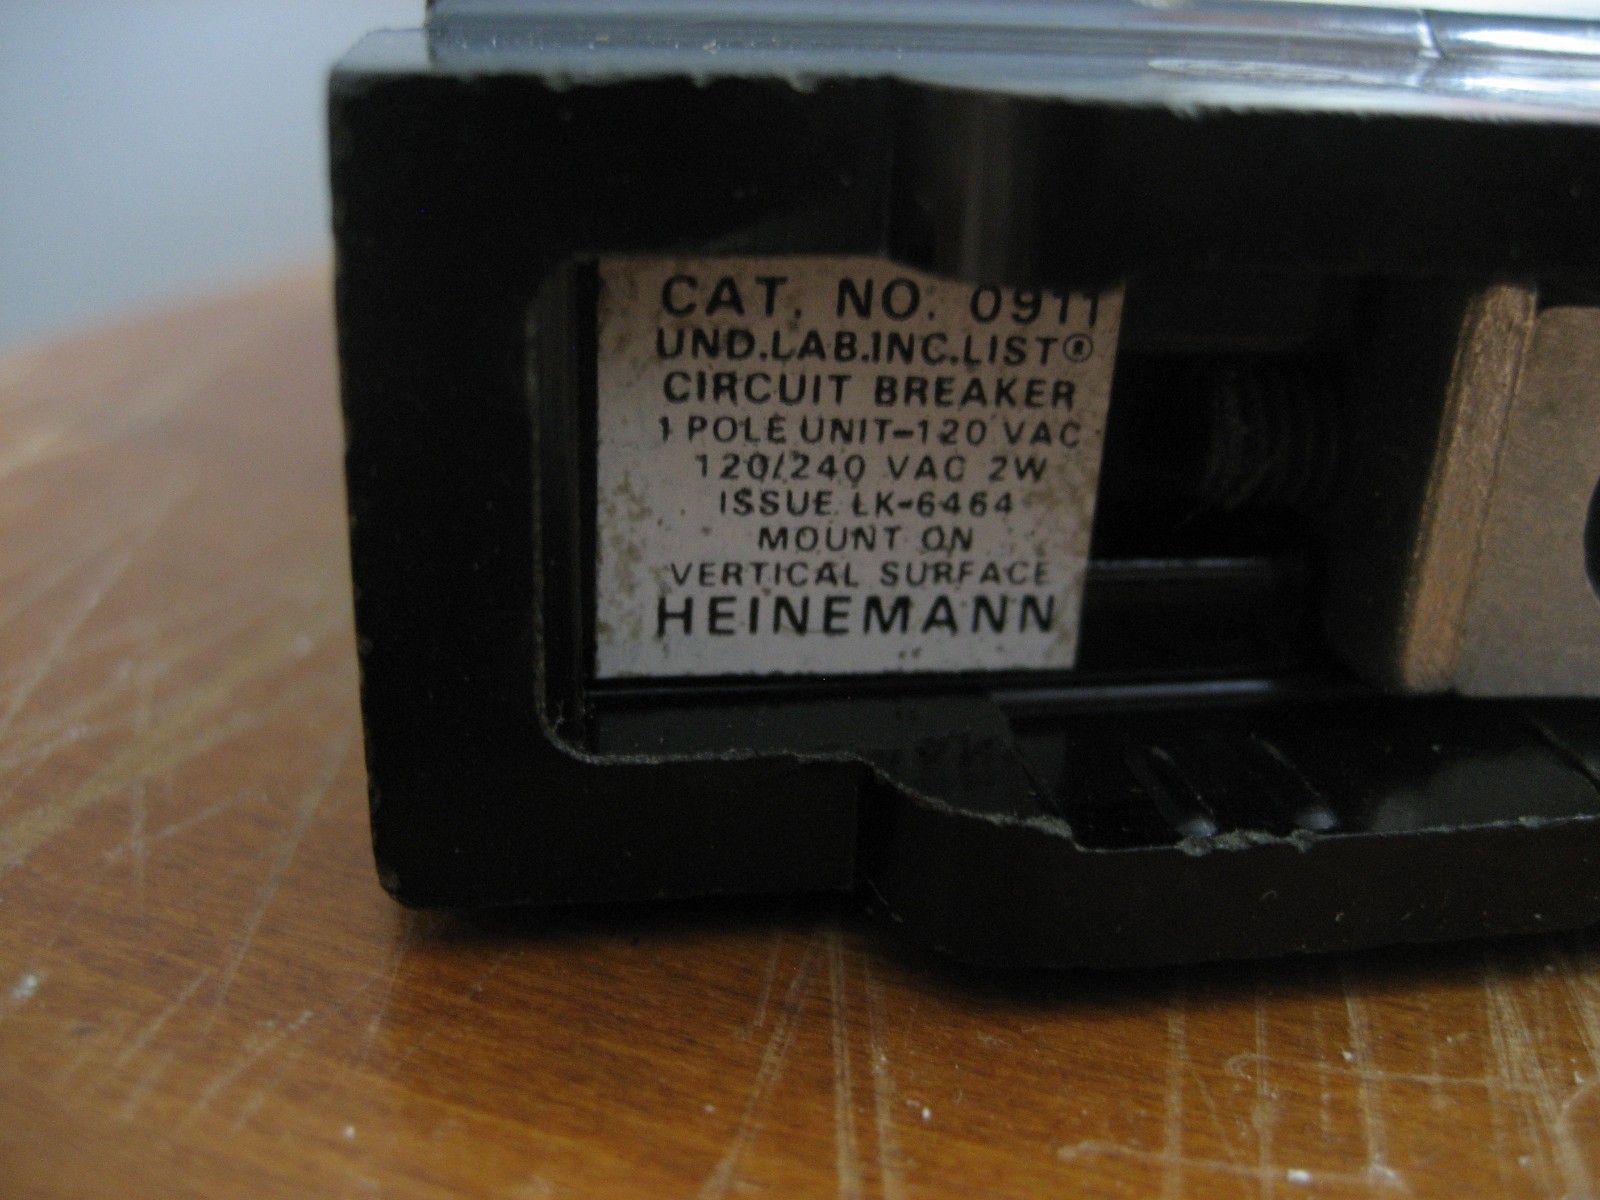 CAT. NO. 0911
UND.LAB.INC.LIST®
CIRCUIT BREAKER
1 POLE UNIT-120 VAC
120/240 VAC 2W
ISSUE LK-6464
MOUNT ON
VERTICAL SURFACE
HEINEMANN